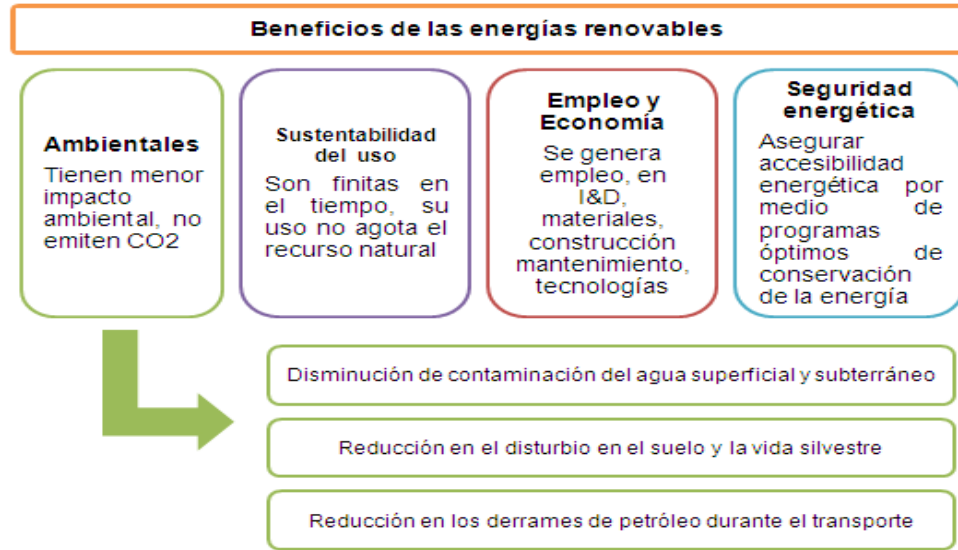 Beneficios de las energías renovables
Ambientales
Tienen menor
impacto
ambiental, no
emiten CO2
Sustentabilidad
del uso
Son finitas en
el tiempo, su
uso no agota el
recurso natural
Empleo y
Economía
Se genera
empleo, en
I&D,
materiales,
construcción
mantenimiento,
tecnologías
Seguridad
energética
Asegurar
accesibilidad
energética por
medio de
programas
óptimos de
conservación
de la energía
Disminución de contaminación del agua superficial y subterráneo
Reducción en el disturbio en el suelo y la vida silvestre
Reducción en los derrames de petróleo durante el transporte